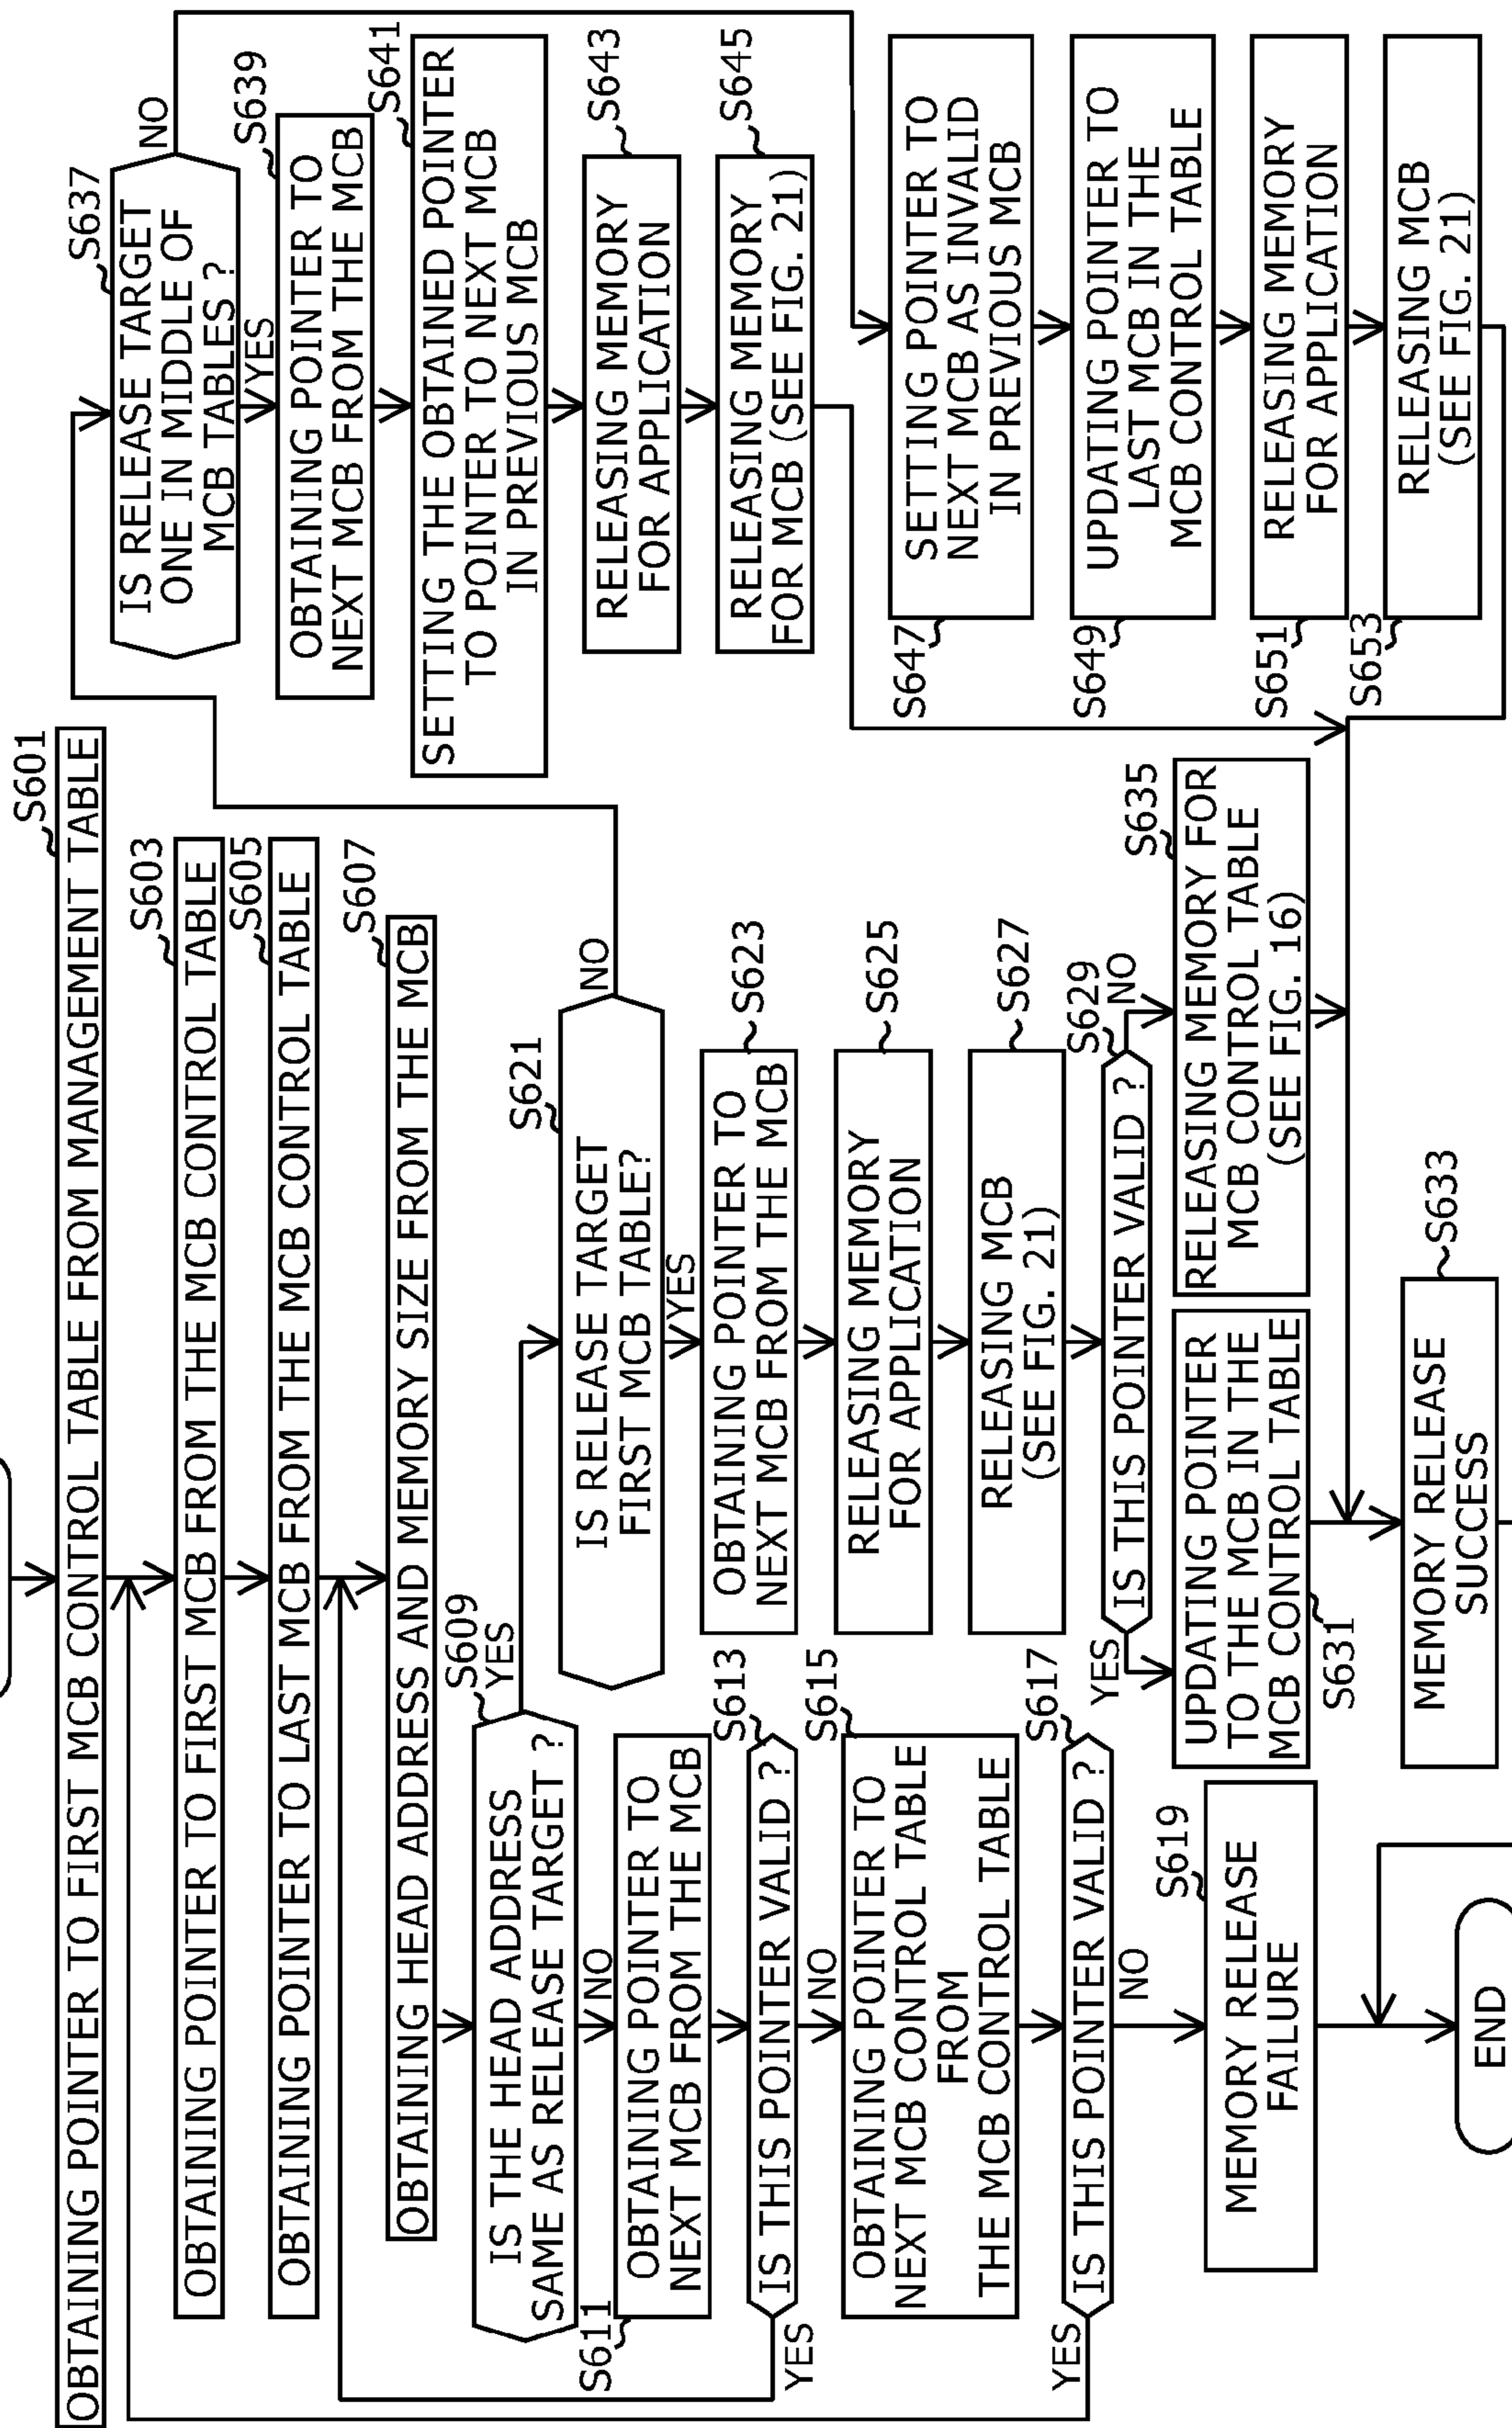 OBTAINING POINTER TO FIRST MCB CONTROL TABLE FROM MANAGEMENT TABLE
S601
OBTAINING POINTER TO FIRST MCB FROM THE MCB CONTROL TABLE
S603
OBTAINING POINTER TO LAST MCB FROM THE MCB CONTROL TABLE
S605
OBTAINING HEAD ADDRESS AND MEMORY SIZE FROM THE MCB
S607
IS THE HEAD ADDRESS
SAME AS RELEASE TARGET ?
S609
YES
NO
S611
OBTAINING POINTER TO
NEXT MCB FROM THE MCB
S613
IS THIS POINTER VALID ?
YES
NO
S615
OBTAINING POINTER TO
NEXT MCB CONTROL TABLE
FROM
THE MCB CONTROL TABLE
S617
IS THIS POINTER VALID ?
YES
NO
S619
MEMORY RELEASE
FAILURE
END
S621
IS RELEASE TARGET
FIRST MCB TABLE?
NO
YES
S623
OBTAINING POINTER TO
NEXT MCB FROM THE MCB
S625
RELEASING MEMORY
FOR APPLICATION
S627
RELEASING MCB
(SEE FIG. 21)
S629
IS THIS POINTER VALID ?
YES
NO
UPDATING POINTER
TO THE MCB IN THE
MCB CONTROL TABLE
S631
S635
RELEASING MEMORY FOR
MCB CONTROL TABLE
(SEE FIG. 16)
S633
MEMORY RELEASE
SUCCESS
S637
IS RELEASE TARGET
ONE IN MIDDLE OF
MCB TABLES ?
NO
YES
S639
OBTAINING POINTER TO
NEXT MCB FROM THE MCB
S641
SETTING THE OBTAINED POINTER
TO POINTER TO NEXT MCB
IN PREVIOUS MCB
S643
RELEASING MEMORY
FOR APPLICATION
S645
RELEASING MEMORY
FOR MCB (SEE FIG. 21)
S647
SETTING POINTER TO
NEXT MCB AS INVALID
IN PREVIOUS MCB
S649
UPDATING POINTER TO
LAST MCB IN THE
MCB CONTROL TABLE
S651
RELEASING MEMORY
FOR APPLICATION
S653
RELEASING MCB
(SEE FIG. 21)